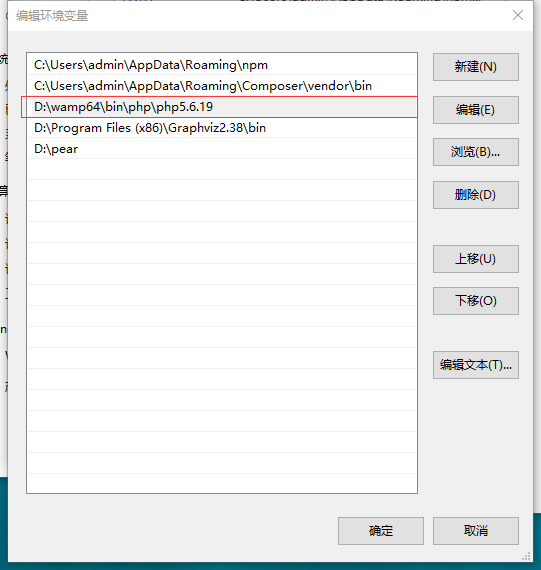 编辑环境变量
C:\Users\admin\AppData\Roaming\npm
C:\Users\admin\AppData\Roaming\Composer\vendor\bin
D:\wamp64\bin\php\php5.6.19
D:\Program Files (x86)\Graphviz2.38\bin
D:\pear
新建(N)
编辑(E)
浏览(B)...
删除(D)
上移(U)
下移(O)
编辑文本(T)...
确定
取消